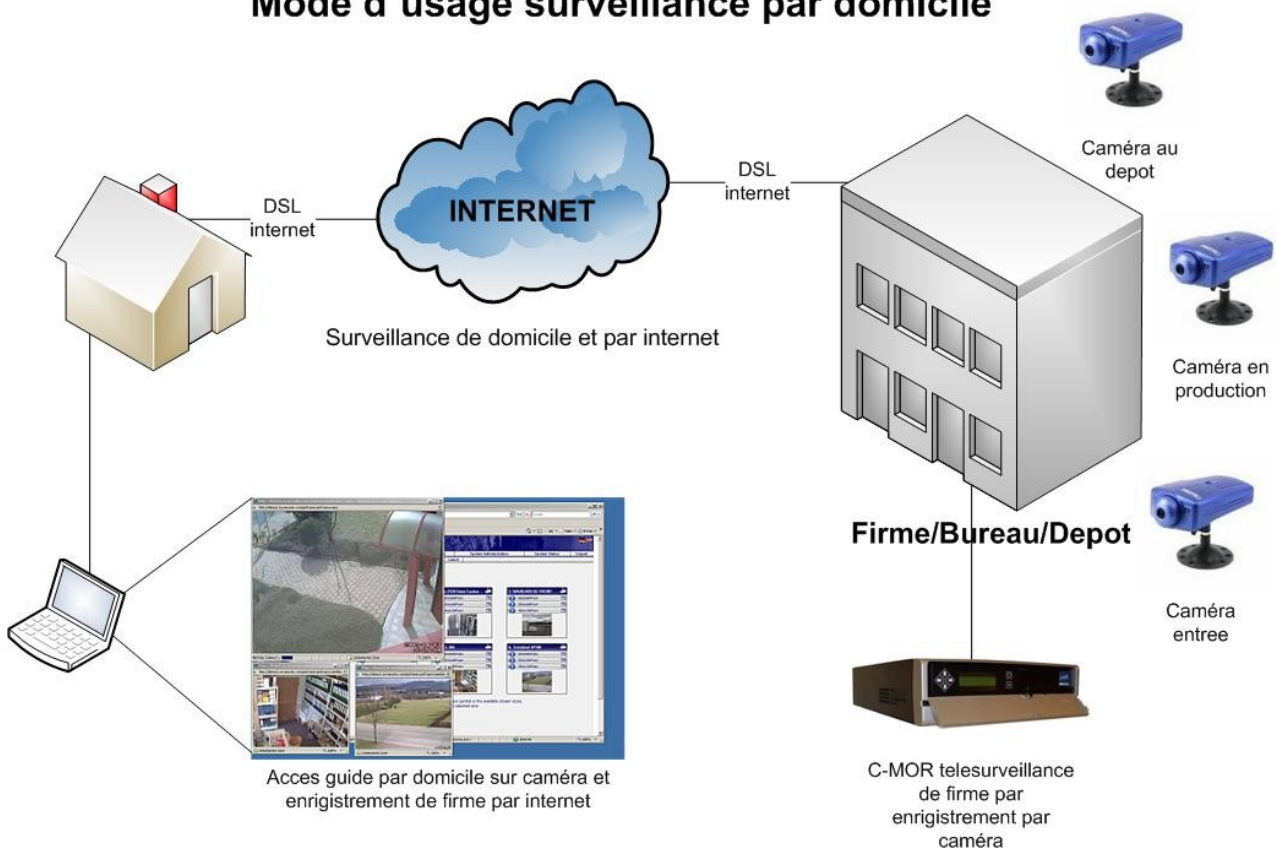 Mode d'usage surveillance par domicile
Caméra au
depot
DSL
internet
DSL
internet
INTERNET
Surveillance de domicile et par internet
Caméra en
production
Firme/Bureau/Depot
Caméra
entree
Acces guide par domicile sur caméra et
enrigistrement de firme par internet
C-MOR telesurveillance
de firme par
enrigistrement par
caméra